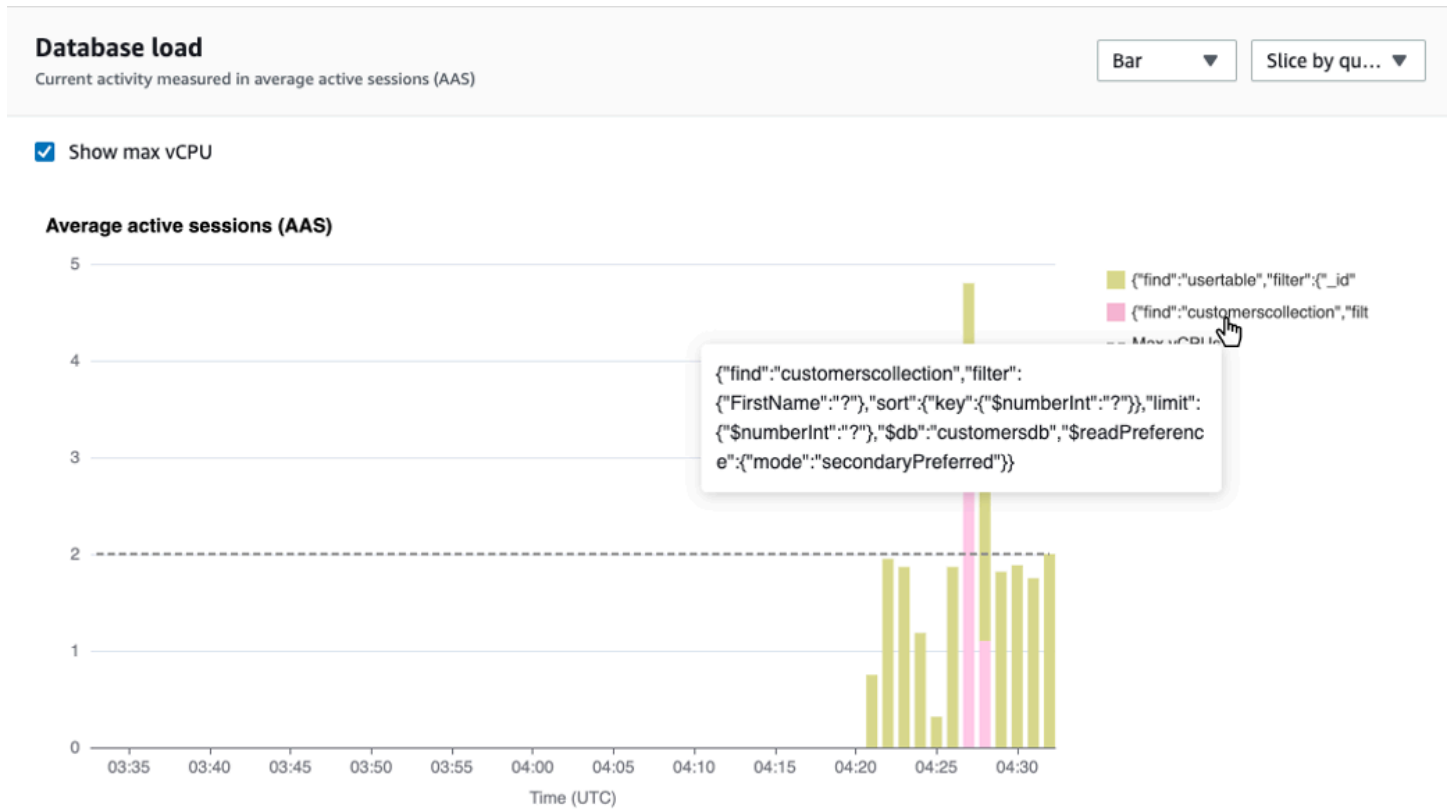 Database load
Current activity measured in average active sessions (AAS)
Bar
Slice by qu...
Show max vCPU
Average active sessions (AAS)
5
4
3
2
1
0
{"find":"usertable","filter":{"_id"
{"find":"customerscollection","filt
Max vCPUs
{"find":"customerscollection","filter":
{"FirstName":"?"},"sort":{"key":{"$numberInt":"?"}},"limit":
{"$numberInt":"?"},"$db":"customersdb","$readPreferenc
e":{"mode":"secondaryPreferred"}}
03:35 03:40 03:45 03:50 03:55 04:00 04:05 04:10 04:15 04:20 04:25 04:30
Time (UTC)